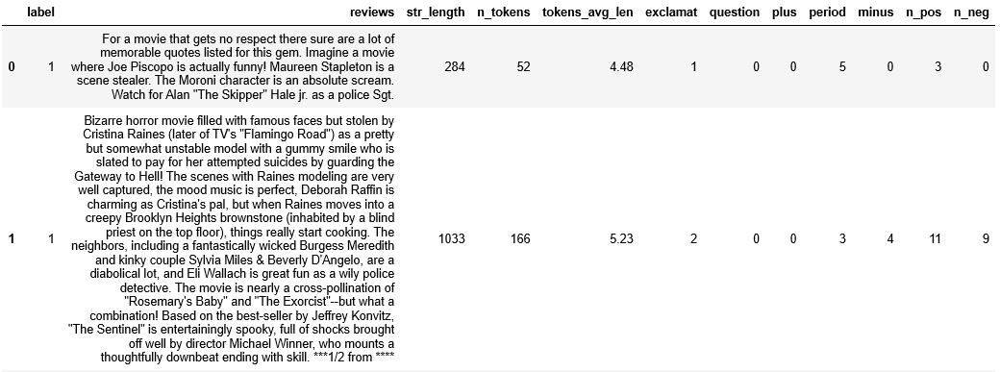 label reviews str_length n_tokens tokens_avg_len exclamat question plus period minus n_pos n_neg
For a movie that gets no respect there sure are a lot of
memorable quotes listed for this gem. Imagine a movie
0 1 where Joe Piscopo is actually funny! Maureen Stapleton is a 284 52 4.48 1 0 0 5 0 3 0
scene stealer. The Moroni character is an absolute scream.
Watch for Alan "The Skipper" Hale jr. as a police Sgt.
Bizarre horror movie filled with famous faces but stolen by
Cristina Raines (later of TV's "Flamingo Road") as a pretty
but somewhat unstable model with a gummy smile who is
slated to pay for her attempted suicides by guarding the
Gateway to Hell! The scenes with Raines modeling are very
well captured, the mood music is perfect, Deborah Raffin is
charming as Cristina's pal, but when Raines moves into a
creepy Brooklyn Heights brownstone (inhabited by a blind
1 1 priest on the top floor), things really start cooking. The 1033 166 5.23 2 0 0 3 4 11 9
neighbors, including a fantastically wicked Burgess Meredith
and kinky couple Sylvia Miles & Beverly D'Angelo, are a
diabolical lot, and Eli Wallach is great fun as a wily police
detective. The movie is nearly a cross-pollination of
"Rosemary's Baby" and "The Exorcist"--but what a
combination! Based on the best-seller by Jeffrey Konvitz,
"The Sentinel" is entertainingly spooky, full of shocks brought
off well by director Michael Winner, who mounts a
thoughtfully downbeat ending with skill. ***1/2 from ****